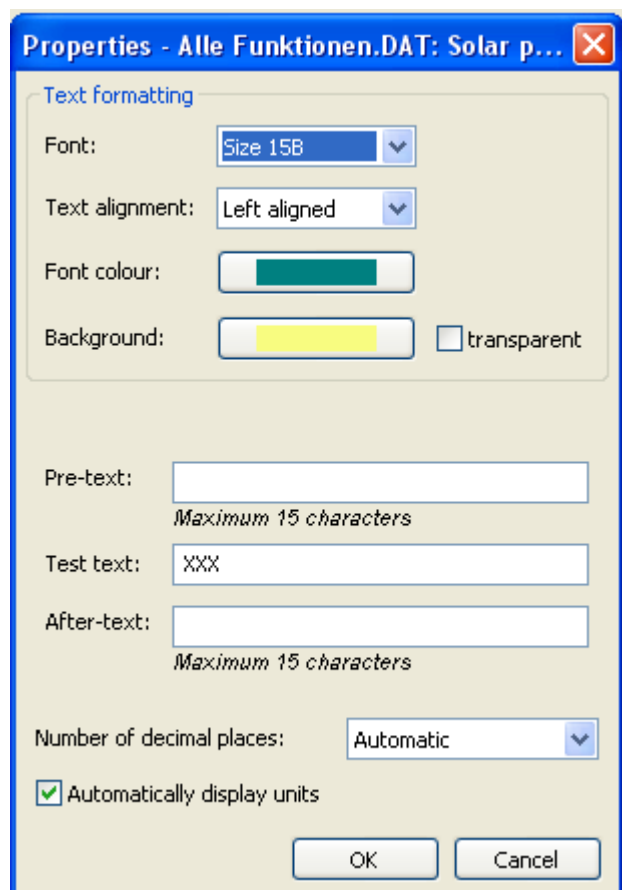 Properties - Alle Funktionen.DAT: Solar p...
Text formatting
Font: Size 15B
Text alignment: Left aligned
Font colour:
Background: transparent
Pre-text:
Maximum 15 characters
Test text: XXX
After-text:
Maximum 15 characters
Number of decimal places: Automatic
Automatically display units
OK Cancel